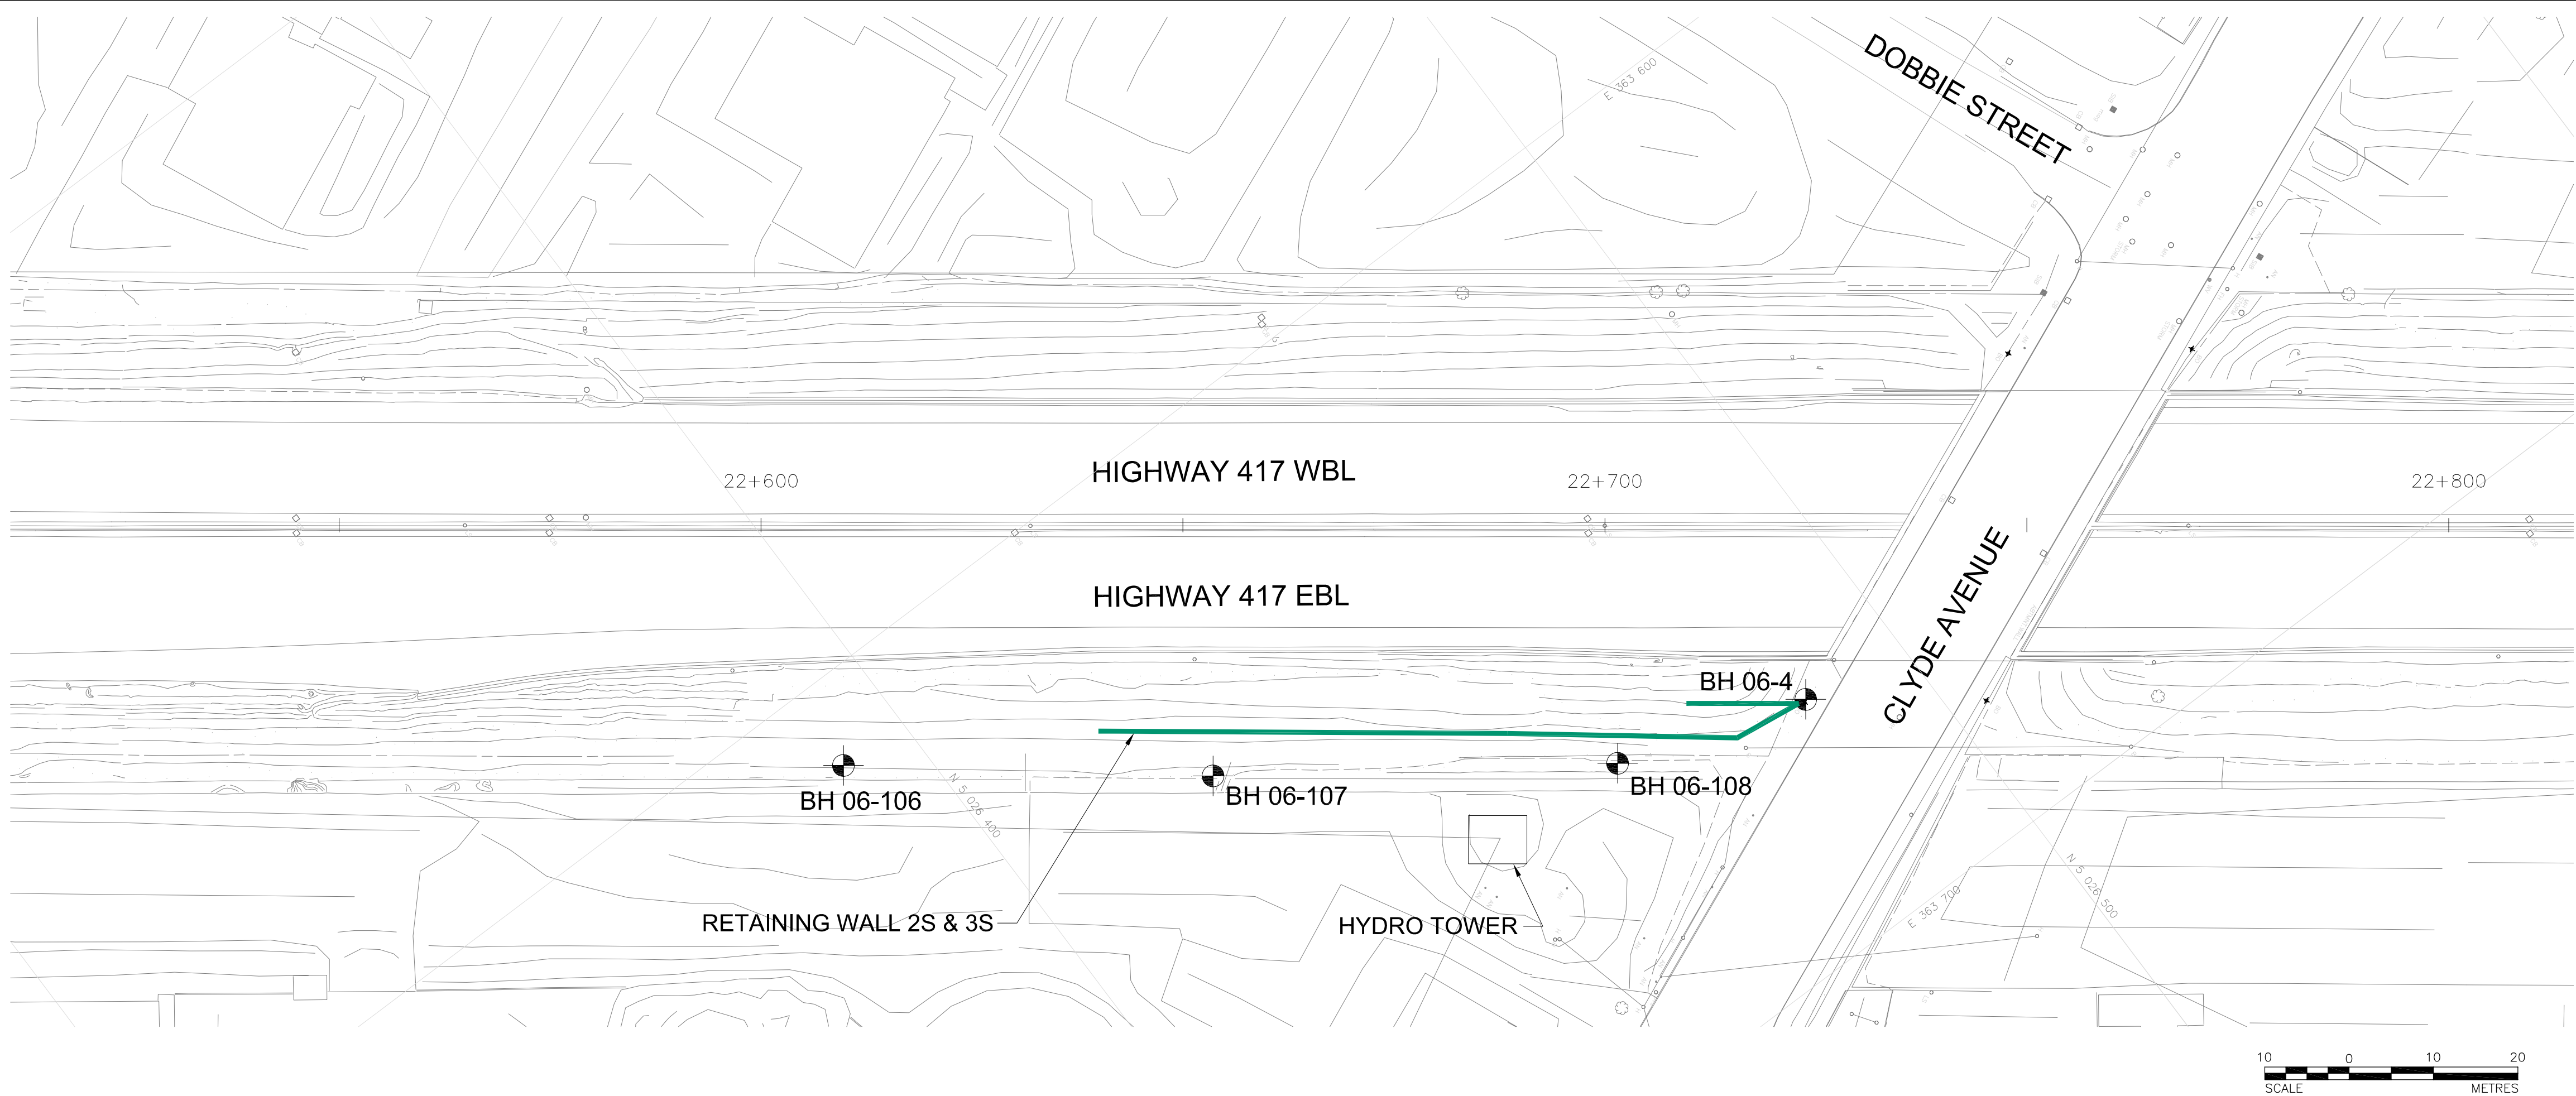 DOBBIE STREET
E 363 600
HIGHWAY 417 WBL
22+600
22+700
22+800
HIGHWAY 417 EBL
CLYDE AVENUE
BH 06-4
BH 06-106
BH 06-107
BH 06-108
N 5 026 400
N 5 026 500
E 363 700
RETAINING WALL 2S & 3S
HYDRO TOWER
10 0 10 20
SCALE METRES